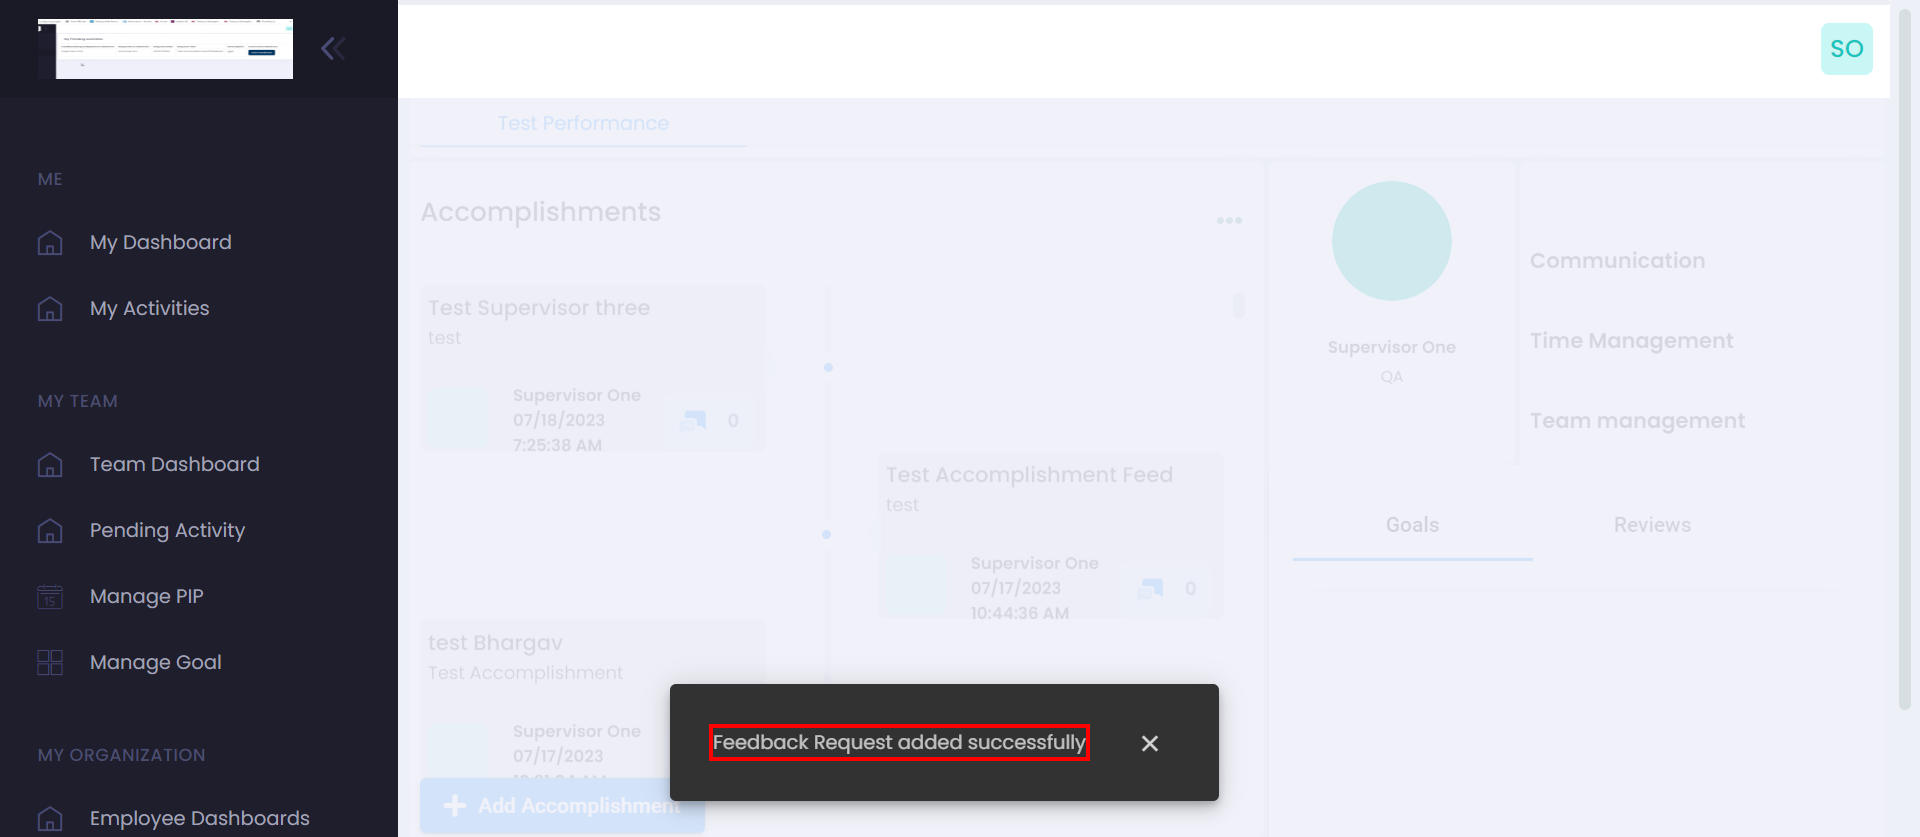 SO
ME
My Dashboard
My Activities
MY TEAM
Team Dashboard
Pending Activity
Manage PIP
15
Manage Goal
MY ORGANIZATION
Employee Dashboards
Test Performance
Accomplishments
Test Supervisor three
test
Supervisor One
07/18/2023
7:25:38 AM
0
Test Accomplishment Feed
test
Supervisor One
07/17/2023
10:44:36 AM
0
test Bhargav
Test Accomplishment
Supervisor One
07/17/2023
Add Accomplishment
Supervisor One
QA
Communication
Time Management
Team management
Goals
Reviews
Feedback Request added successfully